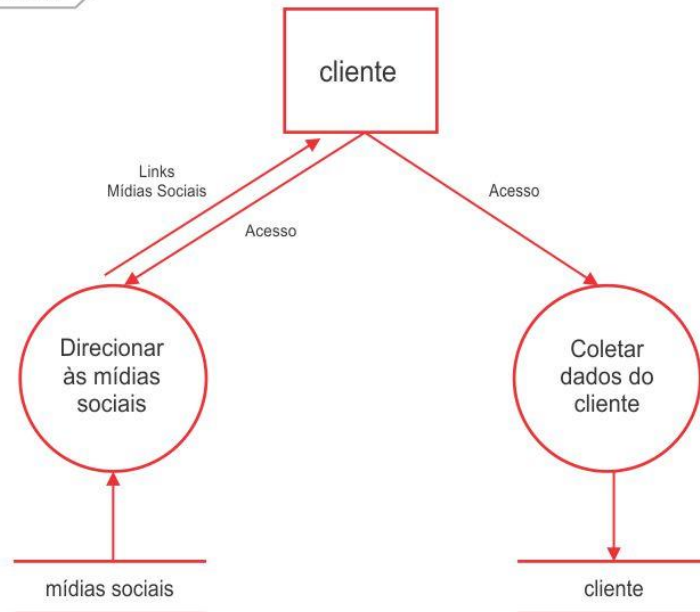 cliente
Links
Mídias Sociais
Acesso
Acesso
Direcionar
às mídias
sociais
Coletar
dados do
cliente
mídias sociais
cliente